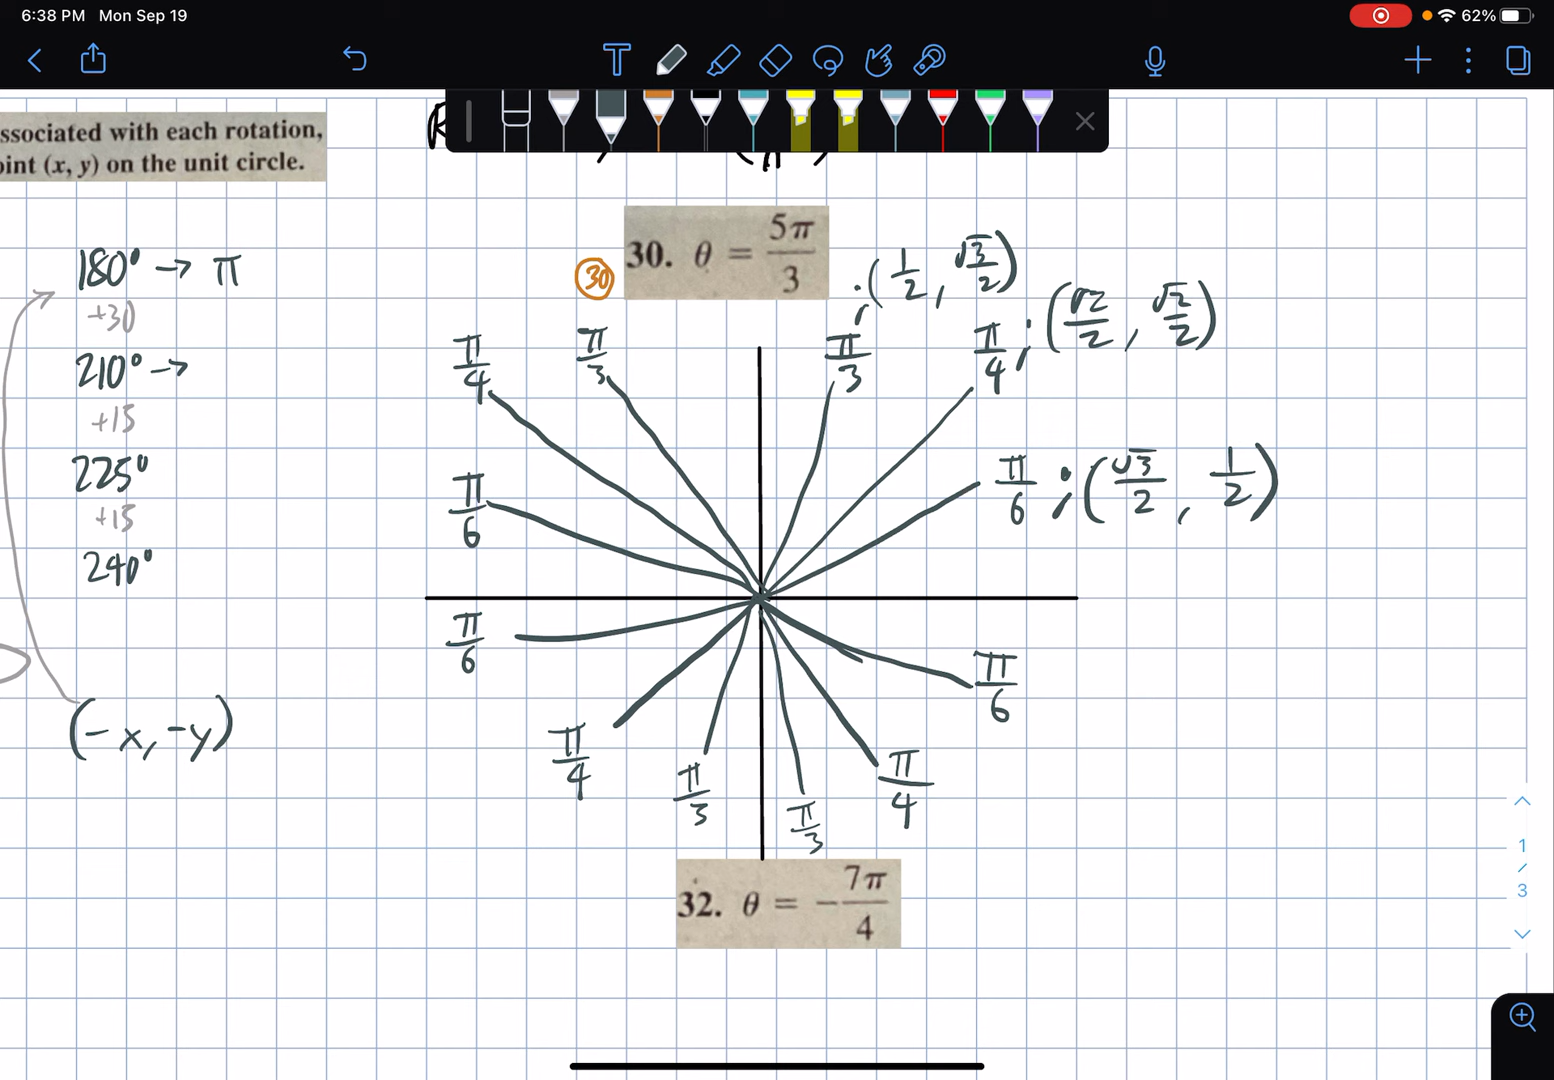 6:38 PM Mon Sep 19
62%
ssociated with each rotation,
oint (x, y) on the unit circle.
180° → π
+30
210° →
+15
225°
+15
240°
(-x, -y)
30
30. θ = 5π/3
π/4
π/3
π/3 ; (1/2, √3/2)
π/4 ; (√2/2, √2/2)
π/6
π/6 ; (√3/2, 1/2)
π/6
π/6
π/4
π/3
π/3
π/4
32. θ = -7π/4
1
/
3